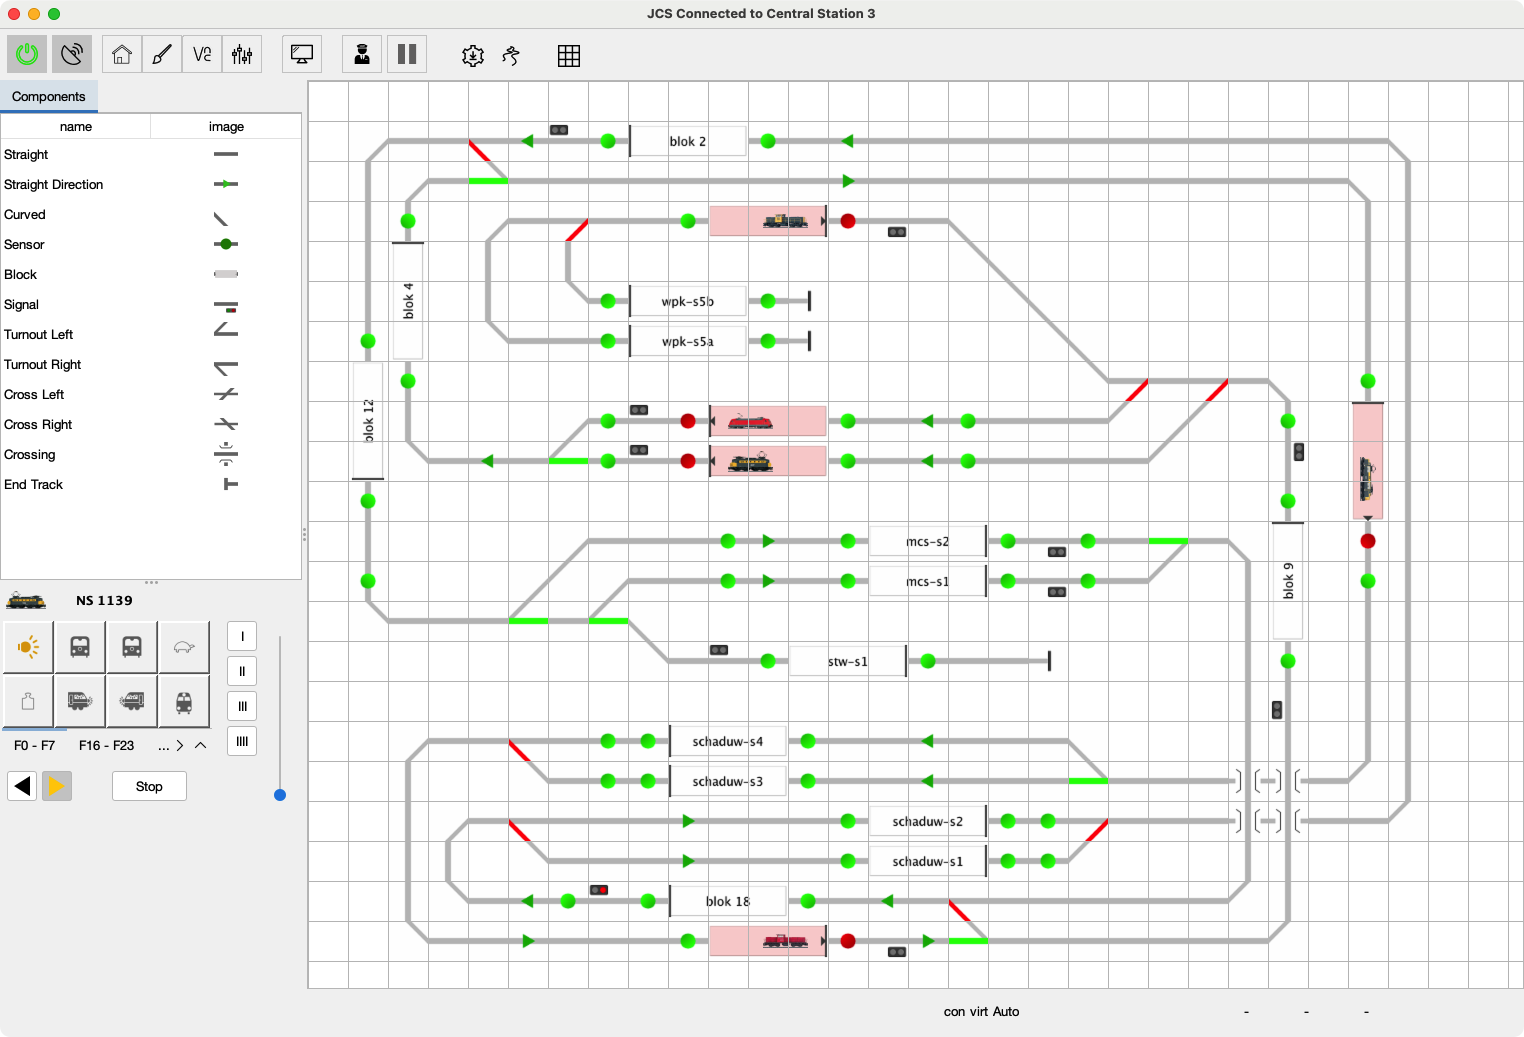 JCS Connected to Central Station 3
Components
name image
Straight
Straight Direction
Curved
Sensor
Block
Signal
Turnout Left
Turnout Right
Cross Left
Cross Right
Crossing
End Track
NS 1139
I
II
III
IIII
F0 - F7 F16 - F23 ...
Stop
blok 2
blok 4
wpk-s5b
wpk-s5a
blok 12
mcs-s2
mcs-s1
blok 9
stw-s1
schaduw-s4
schaduw-s3
schaduw-s2
schaduw-s1
blok 18
con virt Auto - - -